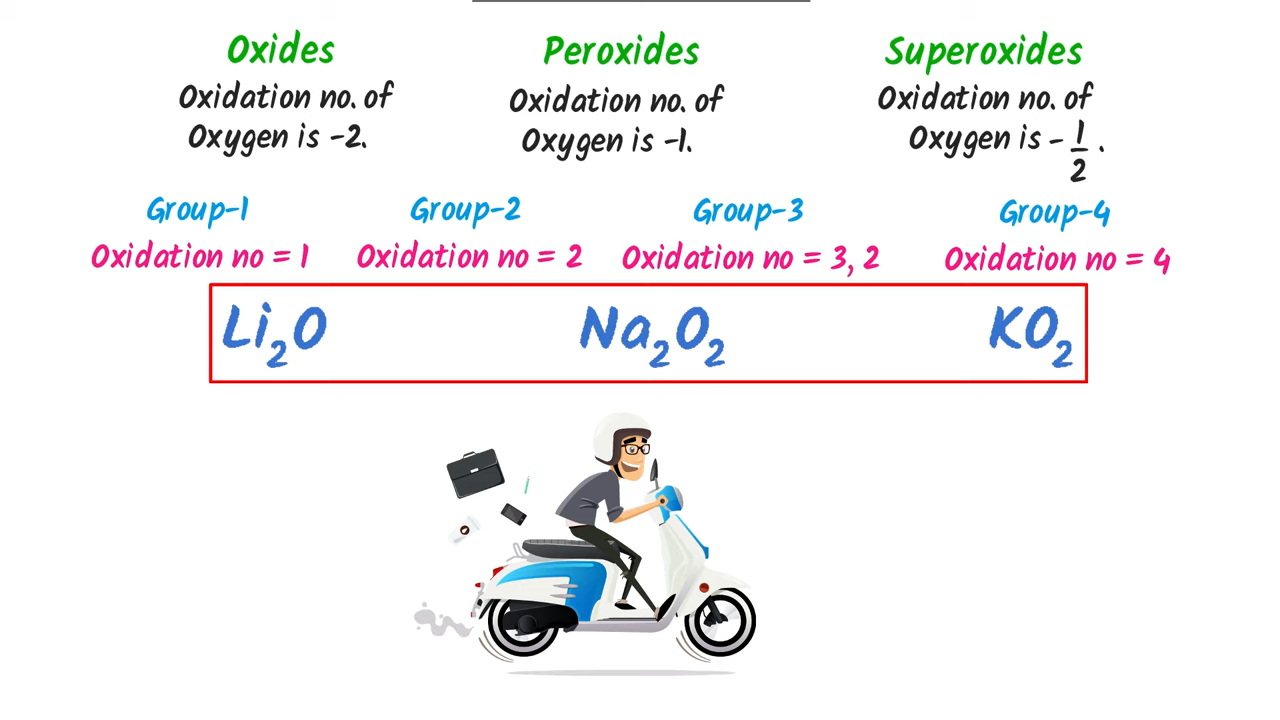 Oxides Peroxides Superoxides
Oxidation no. of Oxidation no. of Oxidation no. of
Oxygen is -2. Oxygen is -1. Oxygen is -1/2.
Group-1 Group-2 Group-3 Group-4
Oxidation no = 1 Oxidation no = 2 Oxidation no = 3, 2 Oxidation no = 4
Li₂O Na₂O₂ KO₂